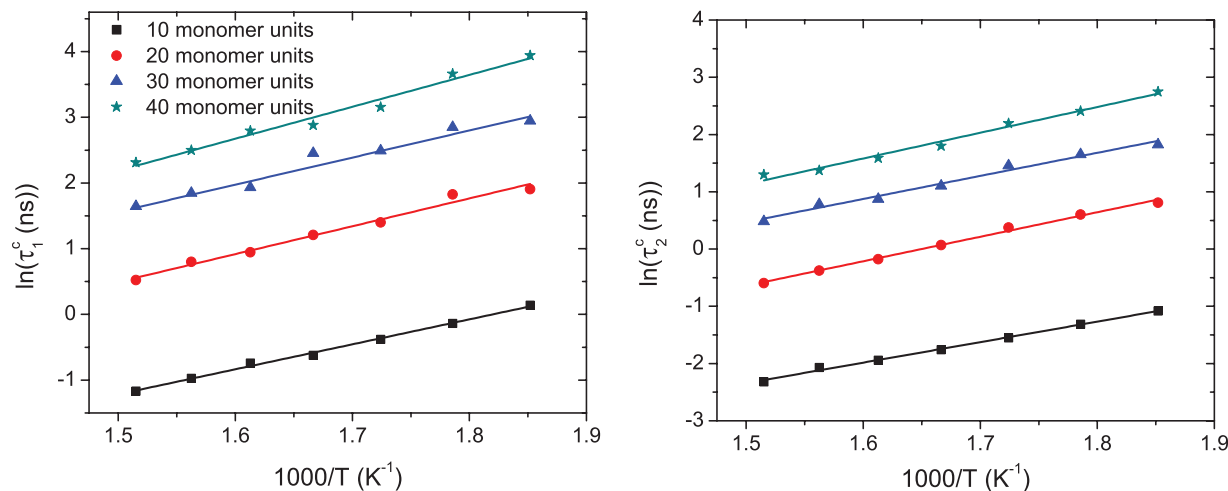 4
3
2
1
0
-1
ln(τ₁ᶜ (ns))
10 monomer units
20 monomer units
30 monomer units
40 monomer units
1.5 1.6 1.7 1.8 1.9
1000/T (K⁻¹)
4
3
2
1
0
-1
-2
-3
ln(τ₂ᶜ (ns))
1.5 1.6 1.7 1.8 1.9
1000/T (K⁻¹)